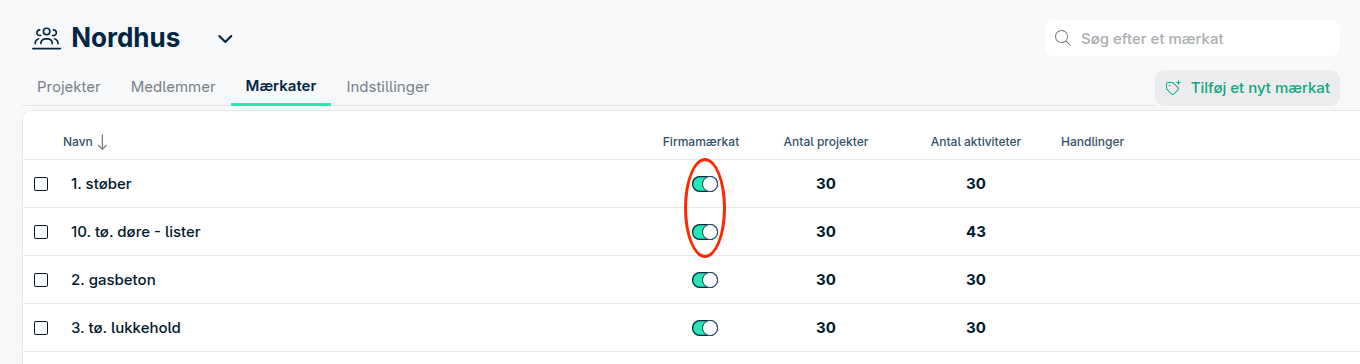 Nordhus
Søg efter et mærkat
Projekter Medlemmer Mærkater Indstillinger
Tilføj et nyt mærkat
Navn Firmamærkat Antal projekter Antal aktiviteter Handlinger
1. støber 30 30
10. tø. døre - lister 30 43
2. gasbeton 30 30
3. tø. lukkehold 30 30